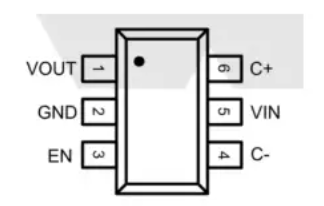 VOUT 1 6 C+
GND 2 5 VIN
EN 3 4 C-